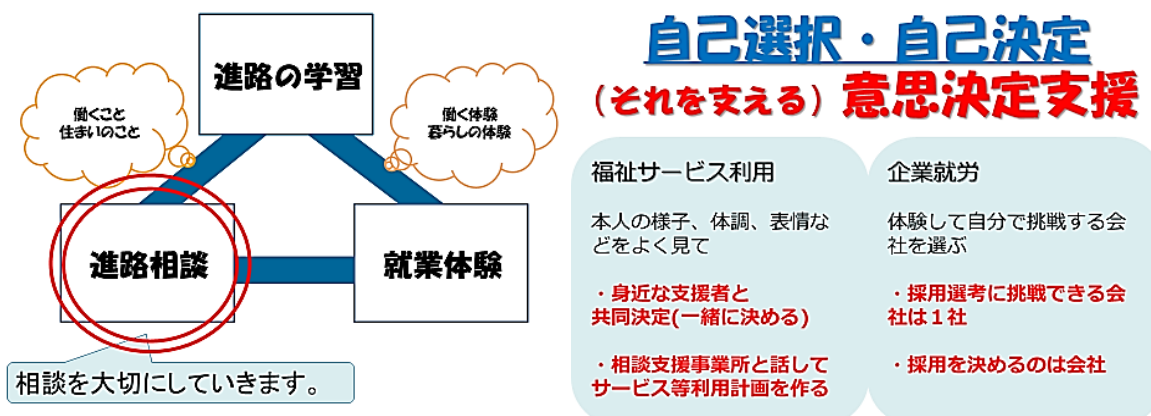 進路の学習
働くこと
住まいのこと
働く体験
暮らしの体験
進路相談
就業体験
相談を大切にしていきます。
自己選択・自己決定
（それを支える）意思決定支援
福祉サービス利用
本人の様子、体調、表情な
どをよく見て
・身近な支援者と
共同決定(一緒に決める)
・相談支援事業所と話して
サービス等利用計画を作る
企業就労
体験して自分で挑戦する会
社を選ぶ
・採用選考に挑戦できる会
社は１社
・採用を決めるのは会社